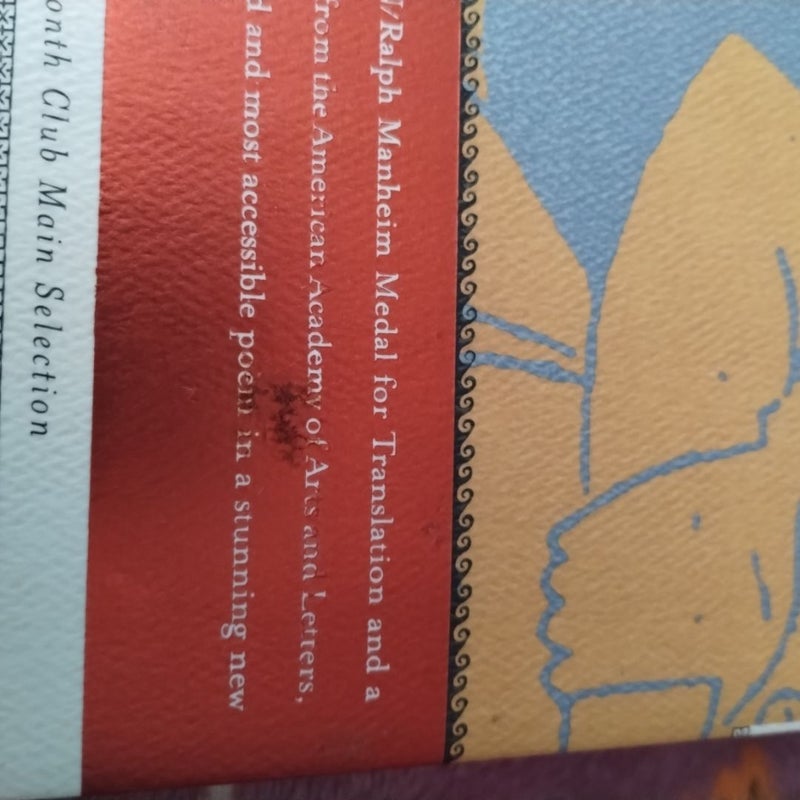 /Ralph Manheim Medal for Translation and a
from the American Academy of Arts and Letters,
d and most accessible poem in a stunning new
onth Club Main Selection